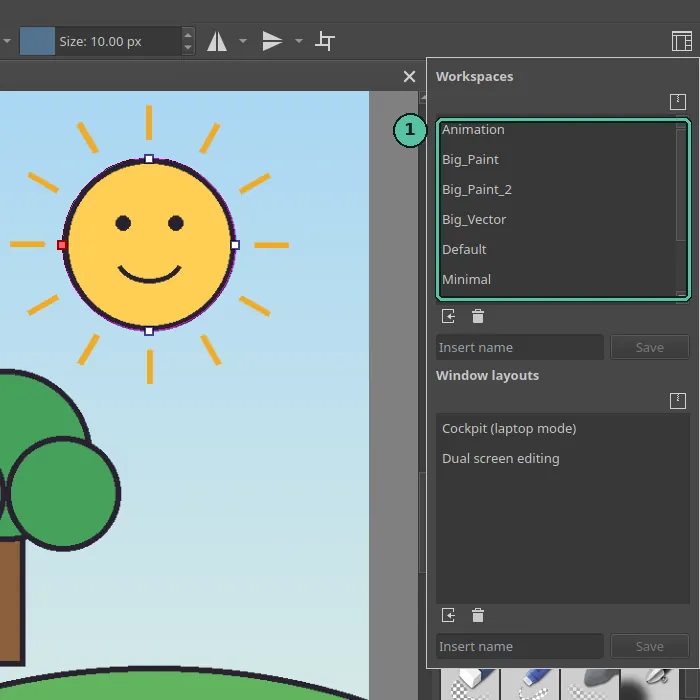 Size: 10.00 px
Workspaces
1
Animation
Big_Paint
Big_Paint_2
Big_Vector
Default
Minimal
Insert name
Save
Window layouts
Cockpit (laptop mode)
Dual screen editing
Insert name
Save